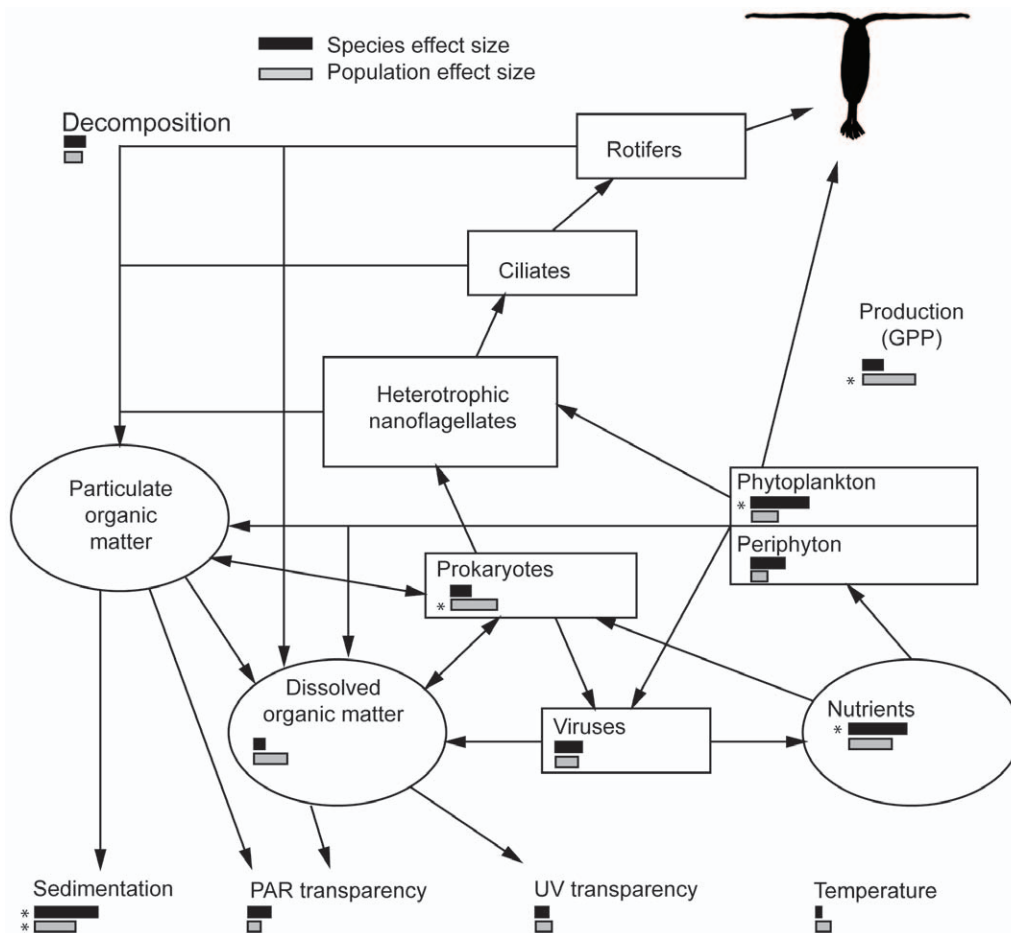 Species effect size
Population effect size
Decomposition
Rotifers
Ciliates
Production
(GPP)
*
Heterotrophic
nanoflagellates
Particulate
organic
matter
Phytoplankton
*
Periphyton
Prokaryotes
*
Dissolved
organic matter
Viruses
Nutrients
*
Sedimentation
*
*
PAR transparency
UV transparency
Temperature